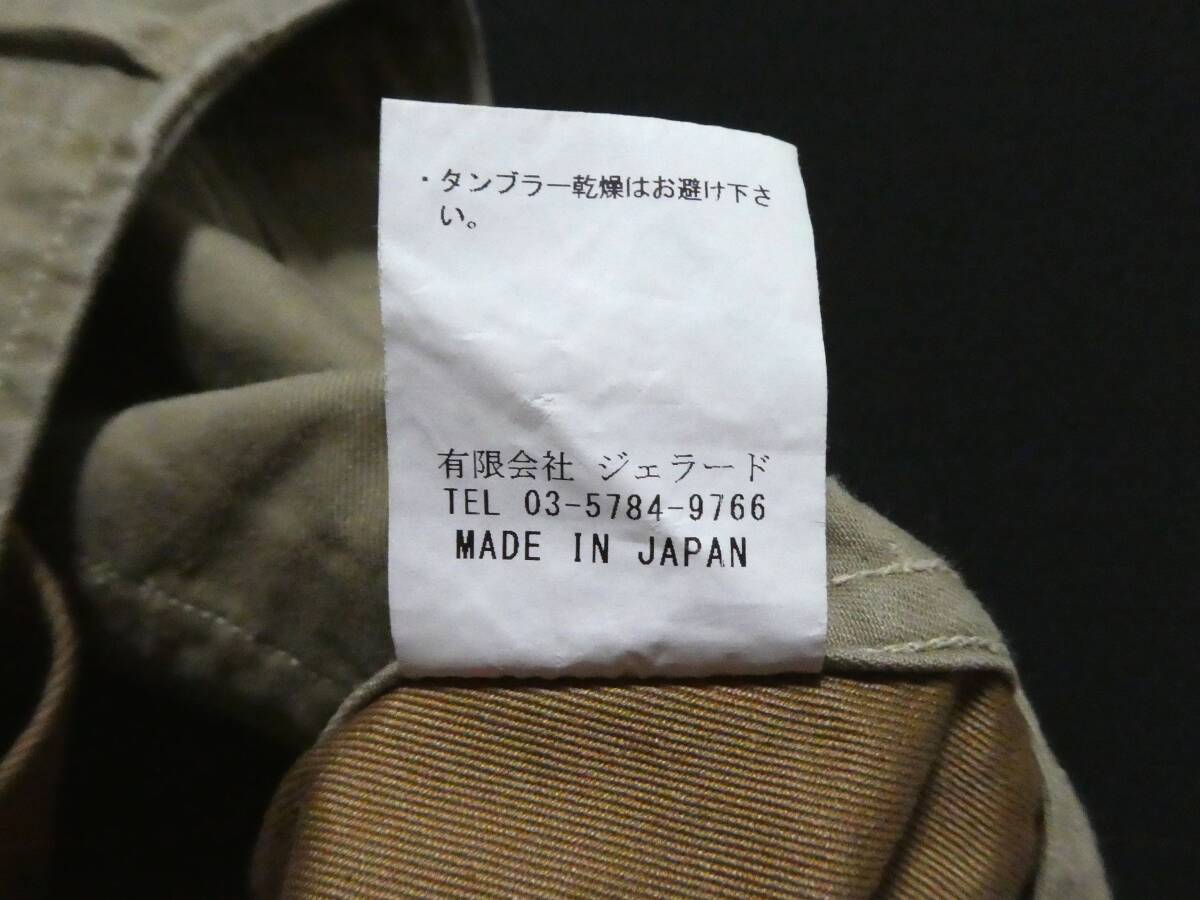 ・タンブラー乾燥はお避け下さ
い。
有限会社 ジェラード
TEL 03-5784-9766
MADE IN JAPAN